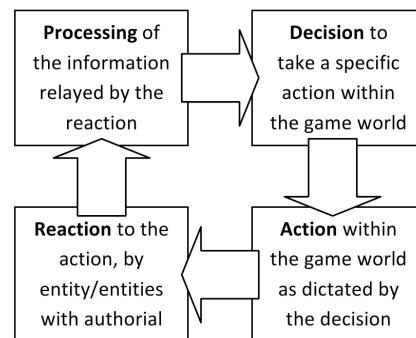 Processing of
the information
relayed by the
reaction
Decision to
take a specific
action within
the game world
Reaction to the
action, by
entity/entities
with authorial
Action within
the game world
as dictated by
the decision